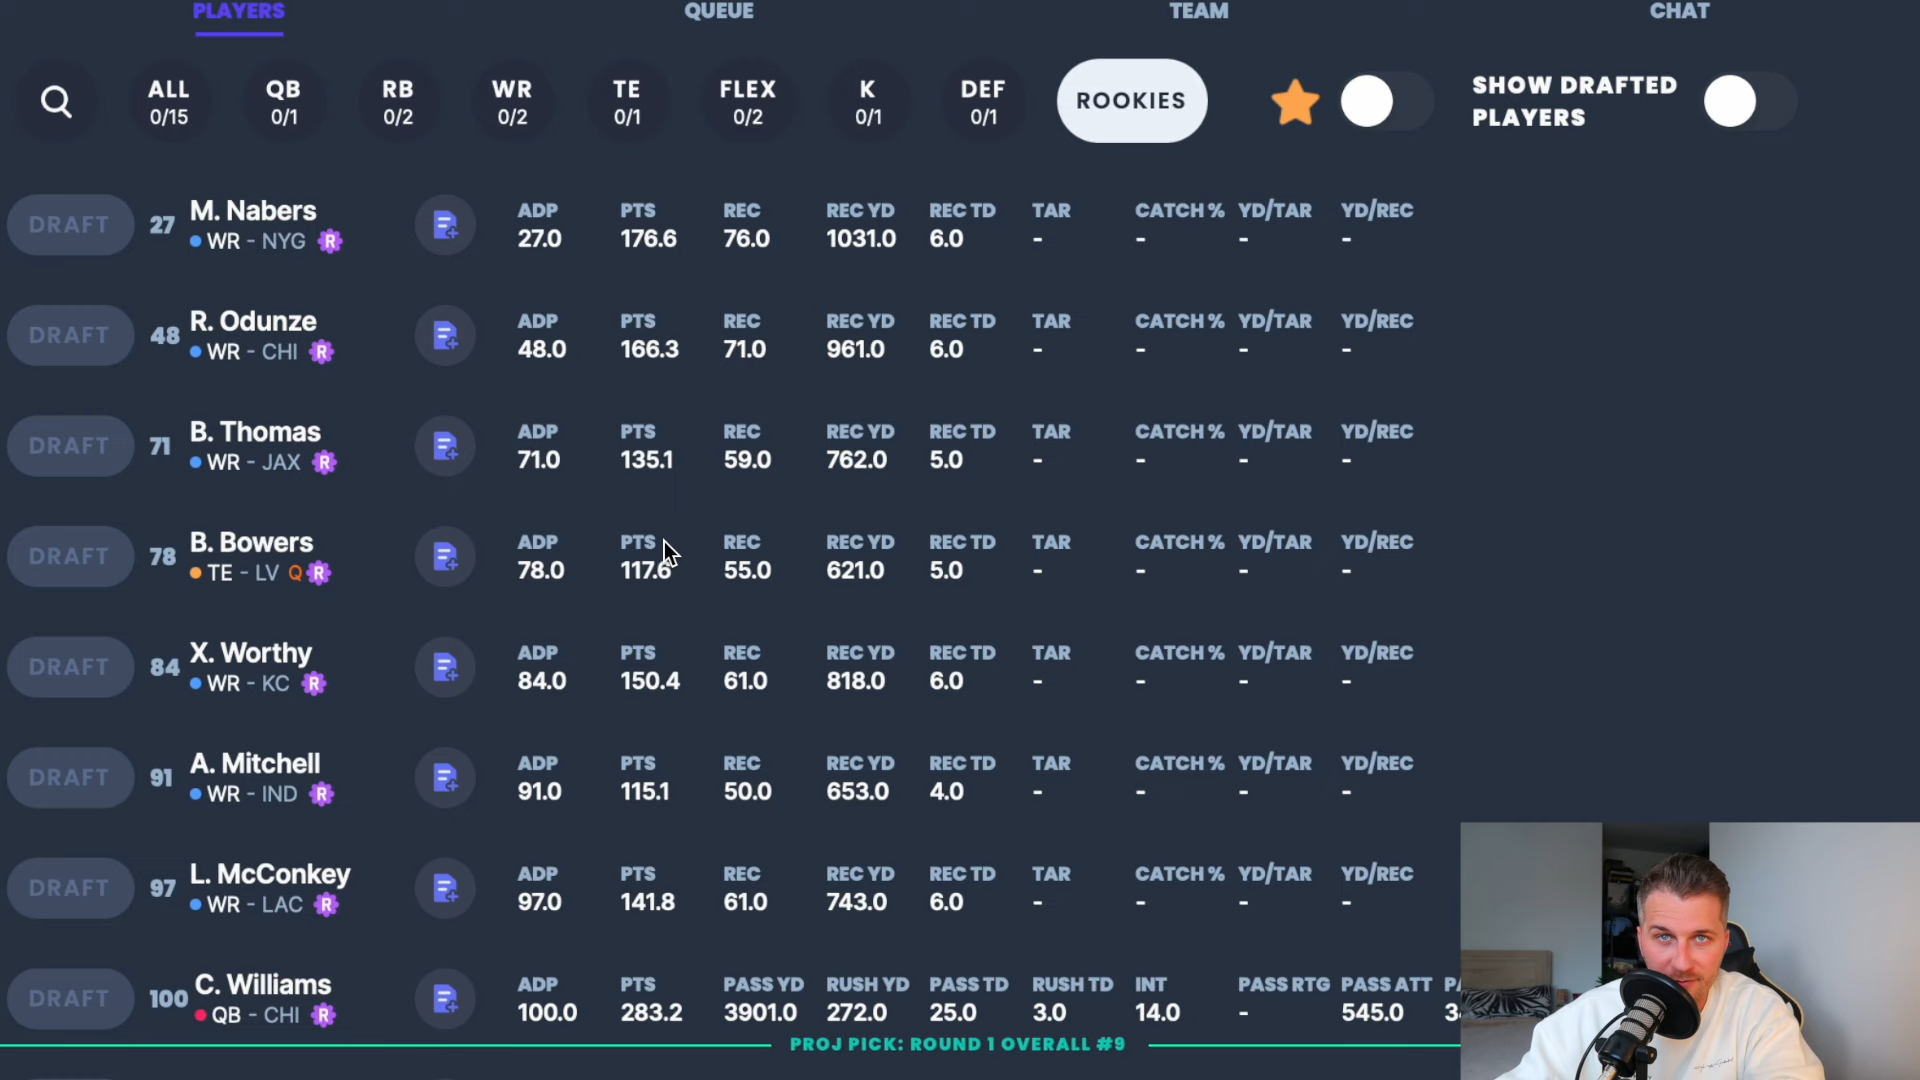 PLAYERS QUEUE TEAM CHAT
ALL QB RB WR TE FLEX K DEF ROOKIES SHOW DRAFTED
0/15 0/1 0/2 0/2 0/1 0/2 0/1 0/1 PLAYERS
DRAFT 27 M. Nabers ADP PTS REC REC YD REC TD TAR CATCH % YD/TAR YD/REC
WR - NYG R 27.0 176.6 76.0 1031.0 6.0 - - - -
DRAFT 48 R. Odunze ADP PTS REC REC YD REC TD TAR CATCH % YD/TAR YD/REC
WR - CHI R 48.0 166.3 71.0 961.0 6.0 - - - -
DRAFT 71 B. Thomas ADP PTS REC REC YD REC TD TAR CATCH % YD/TAR YD/REC
WR - JAX R 71.0 135.1 59.0 762.0 5.0 - - - -
DRAFT 78 B. Bowers ADP PTS REC REC YD REC TD TAR CATCH % YD/TAR YD/REC
TE - LV Q R 78.0 117.6 55.0 621.0 5.0 - - - -
DRAFT 84 X. Worthy ADP PTS REC REC YD REC TD TAR CATCH % YD/TAR YD/REC
WR - KC R 84.0 150.4 61.0 818.0 6.0 - - - -
DRAFT 91 A. Mitchell ADP PTS REC REC YD REC TD TAR CATCH % YD/TAR YD/REC
WR - IND R 91.0 115.1 50.0 653.0 4.0 - - - -
DRAFT 97 L. McConkey ADP PTS REC REC YD REC TD TAR CATCH % YD/TAR YD/REC
WR - LAC R 97.0 141.8 61.0 743.0 6.0 - - - -
DRAFT 100 C. Williams ADP PTS PASS YD RUSH YD PASS TD RUSH TD INT PASS RTG PASS ATT
QB - CHI R 100.0 283.2 3901.0 272.0 25.0 3.0 14.0 - 545.0
PROJ PICK: ROUND 1 OVERALL #9